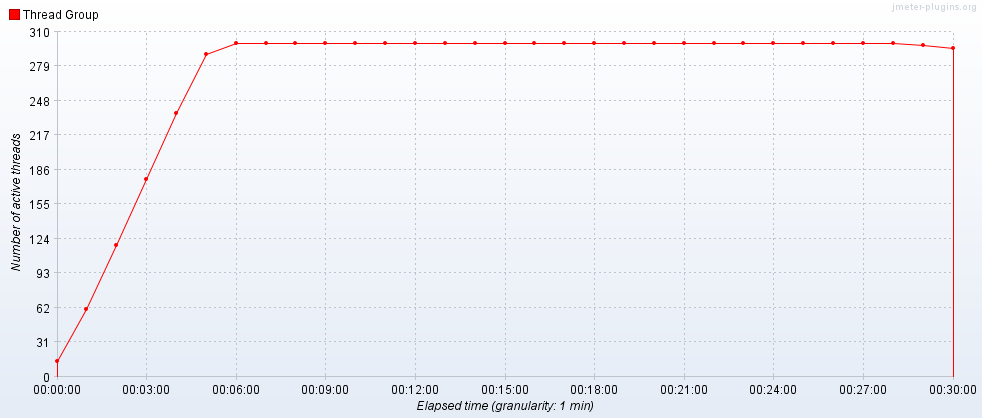 jmeter-plugins.org
Thread Group
310
279
248
217
186
155
124
93
62
31
0
Number of active threads
00:00:00 00:03:00 00:06:00 00:09:00 00:12:00 00:15:00 00:18:00 00:21:00 00:24:00 00:27:00 00:30:00
Elapsed time (granularity: 1 min)